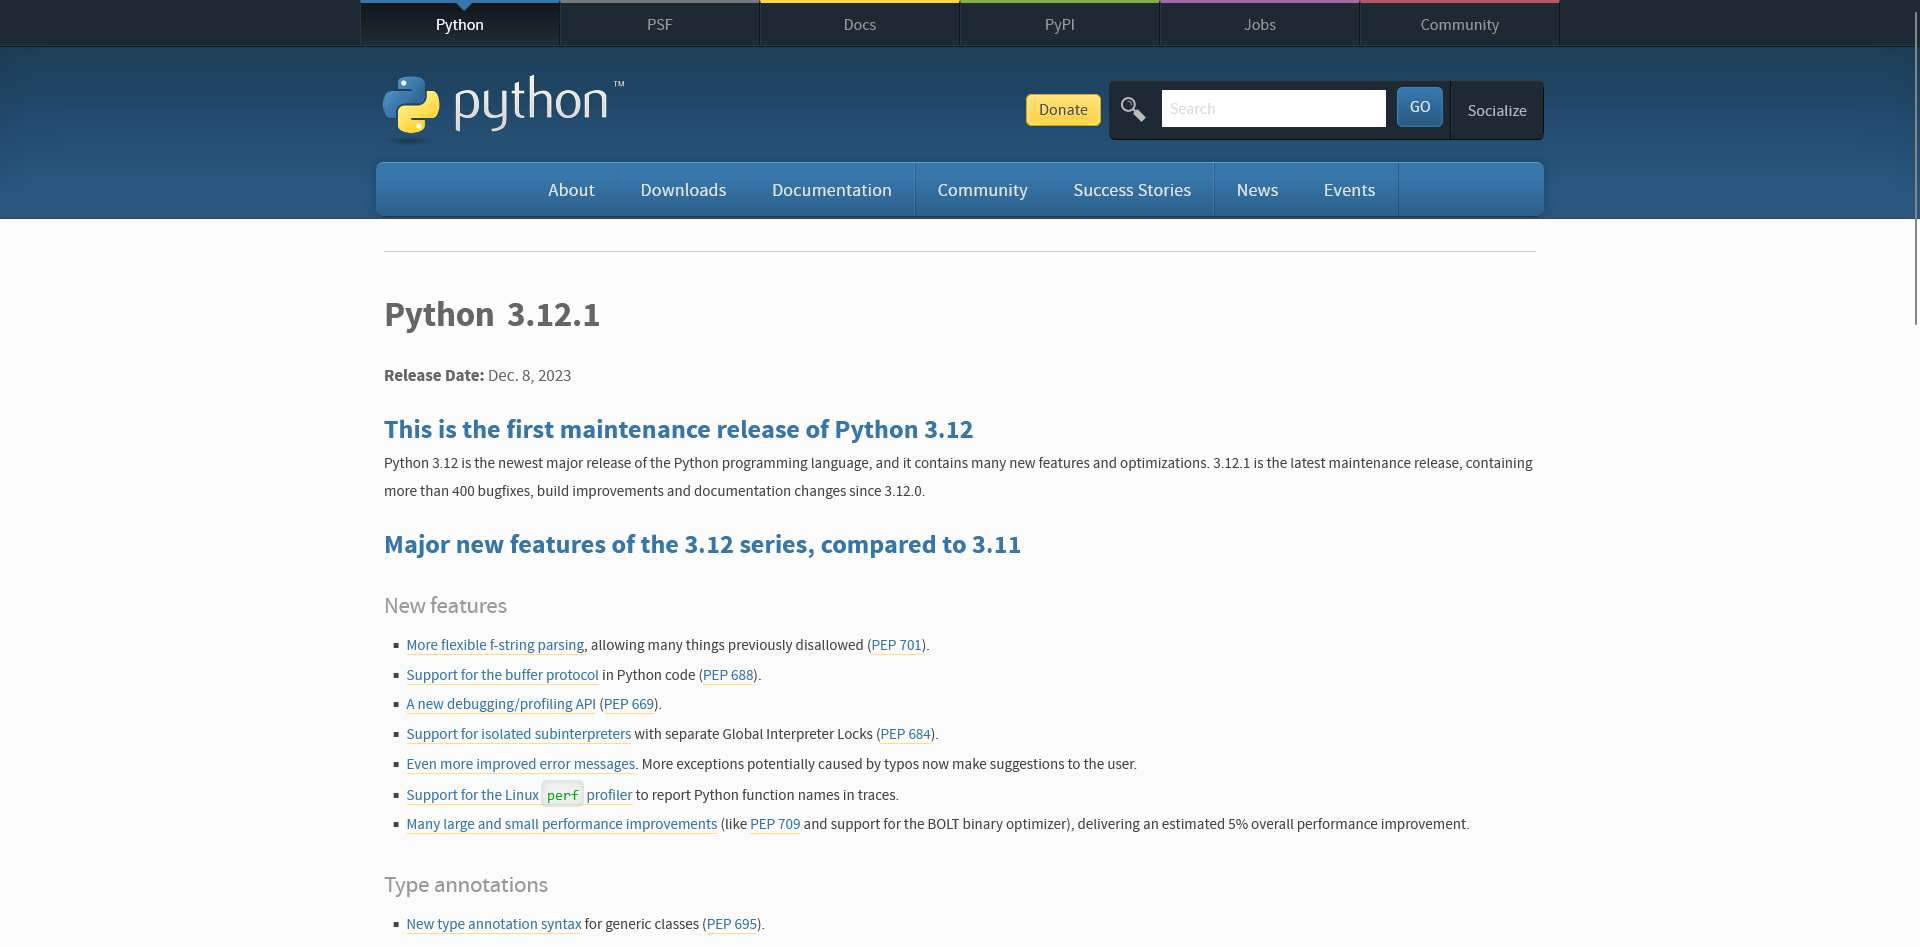 Python
PSF
Docs
PyPI
Jobs
Community
python™
Donate
Search
GO
Socialize
About
Downloads
Documentation
Community
Success Stories
News
Events
Python 3.12.1
Release Date: Dec. 8, 2023
This is the first maintenance release of Python 3.12
Python 3.12 is the newest major release of the Python programming language, and it contains many new features and optimizations. 3.12.1 is the latest maintenance release, containing
more than 400 bugfixes, build improvements and documentation changes since 3.12.0.
Major new features of the 3.12 series, compared to 3.11
New features
▪ More flexible f-string parsing, allowing many things previously disallowed (PEP 701).
▪ Support for the buffer protocol in Python code (PEP 688).
▪ A new debugging/profiling API (PEP 669).
▪ Support for isolated subinterpreters with separate Global Interpreter Locks (PEP 684).
▪ Even more improved error messages. More exceptions potentially caused by typos now make suggestions to the user.
▪ Support for the Linux perf profiler to report Python function names in traces.
▪ Many large and small performance improvements (like PEP 709 and support for the BOLT binary optimizer), delivering an estimated 5% overall performance improvement.
Type annotations
▪ New type annotation syntax for generic classes (PEP 695).